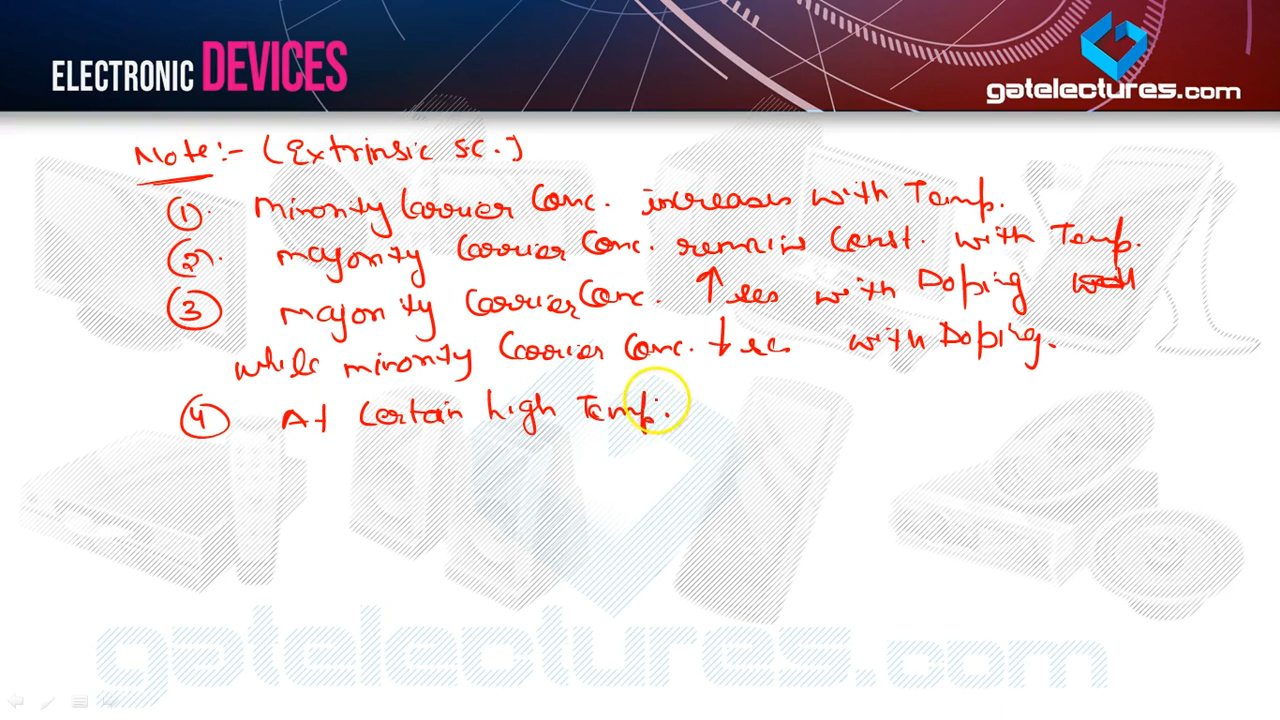 ELECTRONIC DEVICES
gatelectures.com
Note:- (Extrinsic SC.)
(1). Minority Carrier Conc. increases with Temp.
(2). Majority Carrier Conc. remains Const. with Temp.
(3) Majority Carrier Conc. ↑ses with Doping
while minority Carrier Conc. ↓ses with Doping.
(4) At Certain high Temp.
gatelectures.com